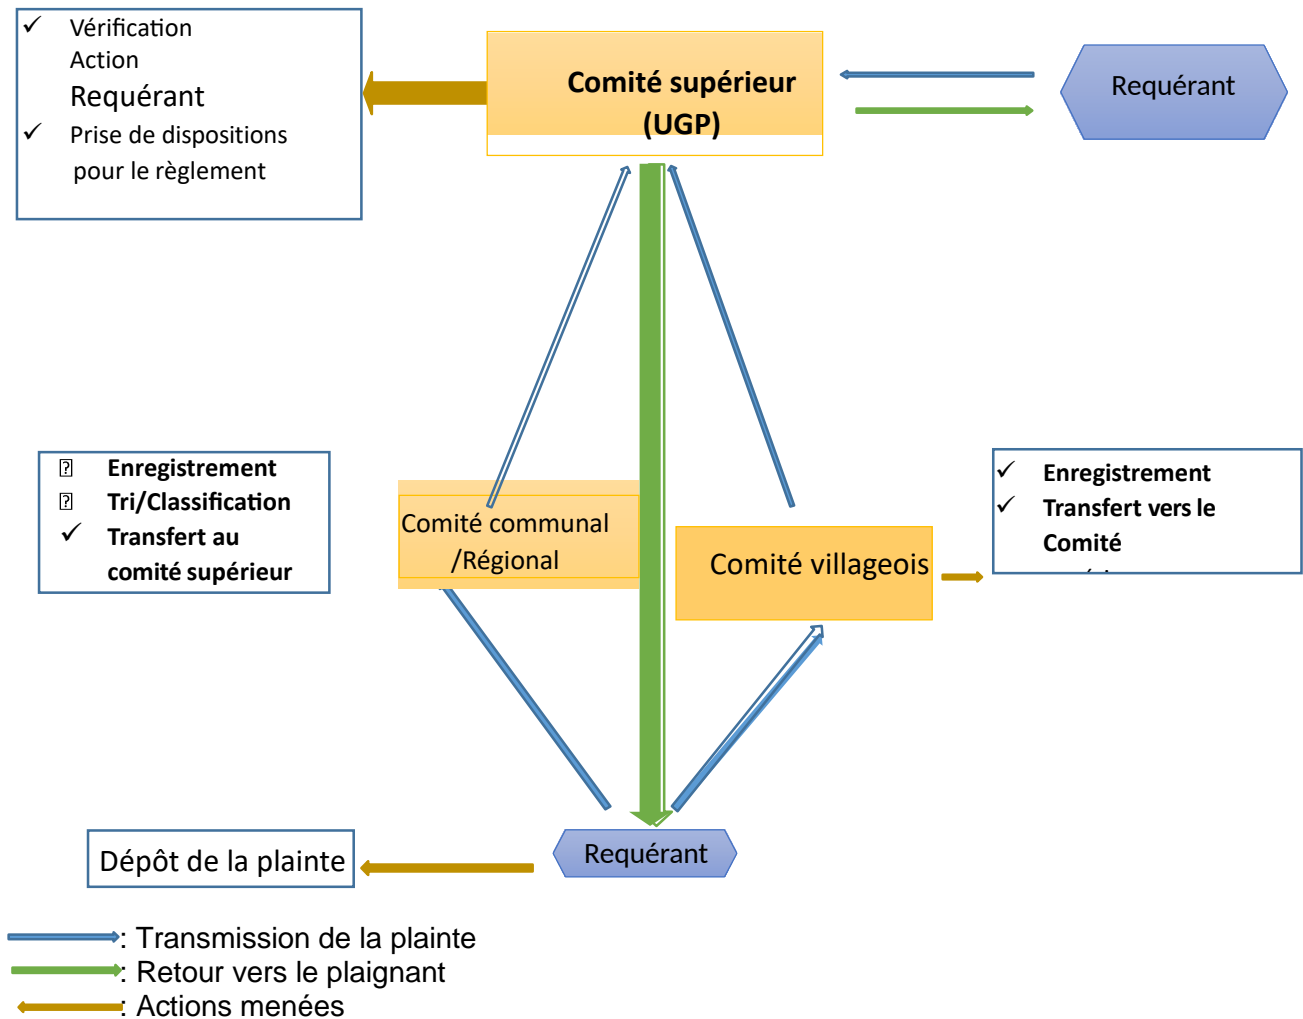 ✓ Vérification
Action
Requérant
✓ Prise de dispositions
pour le règlement
Comité supérieur
(UGP)
Requérant
Enregistrement
Tri/Classification
✓ Transfert au
comité supérieur
Comité communal
/Régional
Comité villageois
✓ Enregistrement
✓ Transfert vers le
Comité
Dépôt de la plainte
Requérant
: Transmission de la plainte
: Retour vers le plaignant
: Actions menées